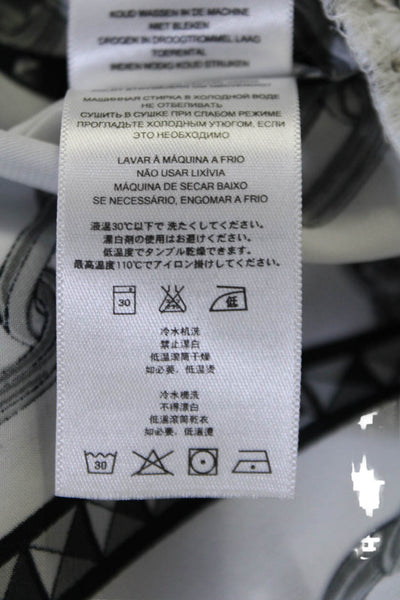 KOUD WASSEN IN DE MACHINE
NIET BLEKEN
DROGEN IN DROOGTROMMEL LAAG
TOERENTAL
INDIEN NODIG KOUD STRIJKEN
МАШИННАЯ СТИРКА В ХОЛОДНОЙ ВОДЕ
НЕ ОТБЕЛИВАТЬ
СУШИТЬ В СУШКЕ ПРИ СЛАБОМ РЕЖИМЕ
ПРОГЛАДЬТЕ ХОЛОДНЫМ УТЮГОМ, ЕСЛИ
ЭТО НЕОБХОДИМО
LAVAR À MÁQUINA A FRIO
NÃO USAR LIXÍVIA
MÁQUINA DE SECAR BAIXO
SE NECESSÁRIO, ENGOMAR A FRIO
液温30℃以下で 洗たくしてください。
漂白剤の使用はお避けください。
低温度でタンブル乾燥できます。
最高温度110℃でアイロン掛けしてください。
30 低
冷水机洗
禁止漂白
低温滚筒干燥
如必要，低温烫
冷水機洗
不得漂白
低溫滾筒乾衣
如必要，低溫燙
30